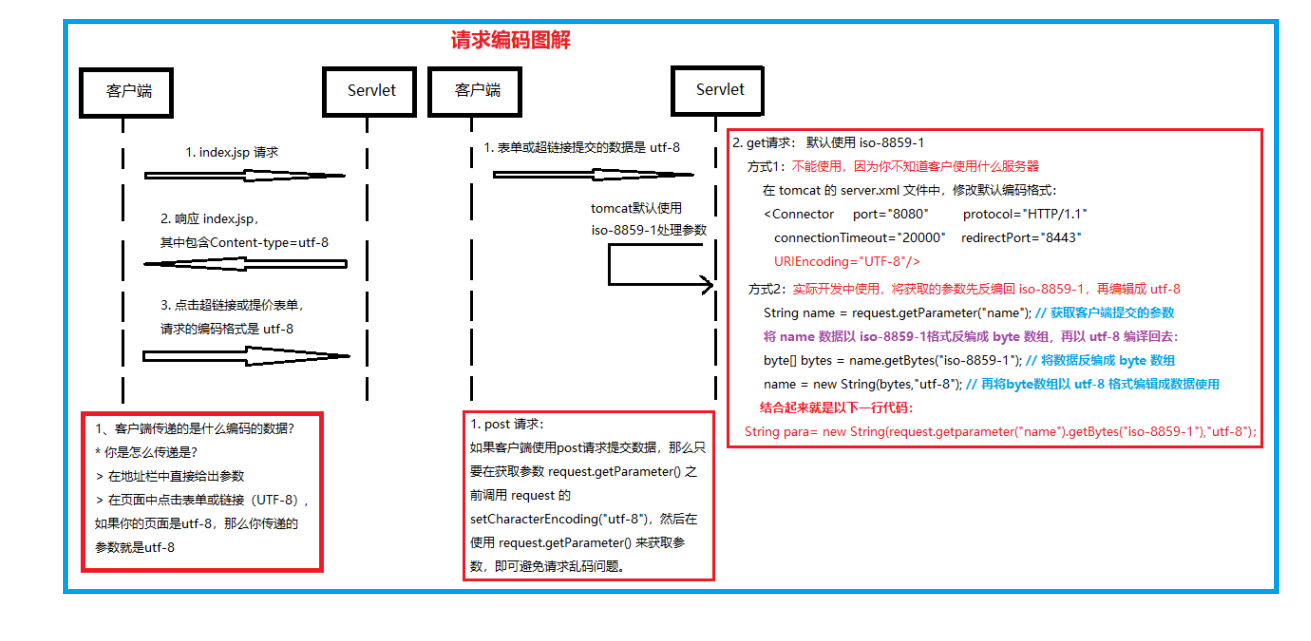 请求编码图解
客户端
Servlet
1. index.jsp 请求
2. 响应 index.jsp，
其中包含Content-type=utf-8
3. 点击超链接或提价表单，
请求的编码格式是 utf-8
1、客户端传递的是什么编码的数据?
* 你是怎么传递是?
> 在地址栏中直接给出参数
> 在页面中点击表单或链接（UTF-8），
如果你的页面是utf-8，那么你传递的
参数就是utf-8
客户端
Servlet
1. 表单或超链接提交的数据是 utf-8
tomcat默认使用
iso-8859-1处理参数
1. post 请求：
如果客户端使用post请求提交数据，那么只
要在获取参数 request.getParameter() 之
前调用 request 的
setCharacterEncoding("utf-8")，然后在
使用 request.getParameter() 来获取参
数，即可避免请求乱码问题。
2. get请求： 默认使用 iso-8859-1
方式1：不能使用，因为你不知道客户使用什么服务器
在 tomcat 的 server.xml 文件中，修改默认编码格式：
<Connector port="8080" protocol="HTTP/1.1"
connectionTimeout="20000" redirectPort="8443"
URIEncoding="UTF-8"/>
方式2：实际开发中使用，将获取的参数先反编回 iso-8859-1，再编辑成 utf-8
String name = request.getParameter("name"); // 获取客户端提交的参数
将 name 数据以 iso-8859-1格式反编成 byte 数组，再以 utf-8 编译回去：
byte[] bytes = name.getBytes("iso-8859-1"); // 将数据反编成 byte 数组
name = new String(bytes,"utf-8"); // 再将byte数组以 utf-8 格式编辑成数据使用
结合起来就是以下一行代码：
String para= new String(request.getparameter("name").getBytes("iso-8859-1"),"utf-8");